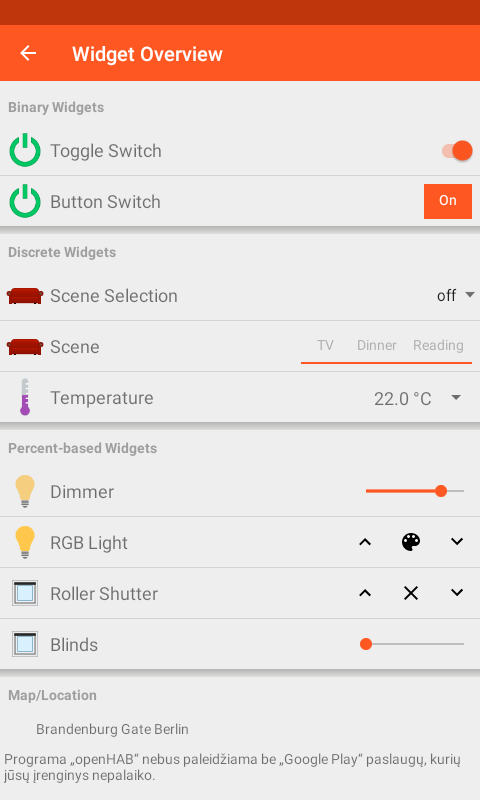 Widget Overview
Binary Widgets
Toggle Switch
Button Switch
On
Discrete Widgets
Scene Selection
off
Scene
TV
Dinner
Reading
Temperature
22.0 °C
Percent-based Widgets
Dimmer
RGB Light
Roller Shutter
Blinds
Map/Location
Brandenburg Gate Berlin
Programa „openHAB“ nebus paleidžiama be „Google Play“ paslaugų, kurių
jūsų įrenginys nepalaiko.